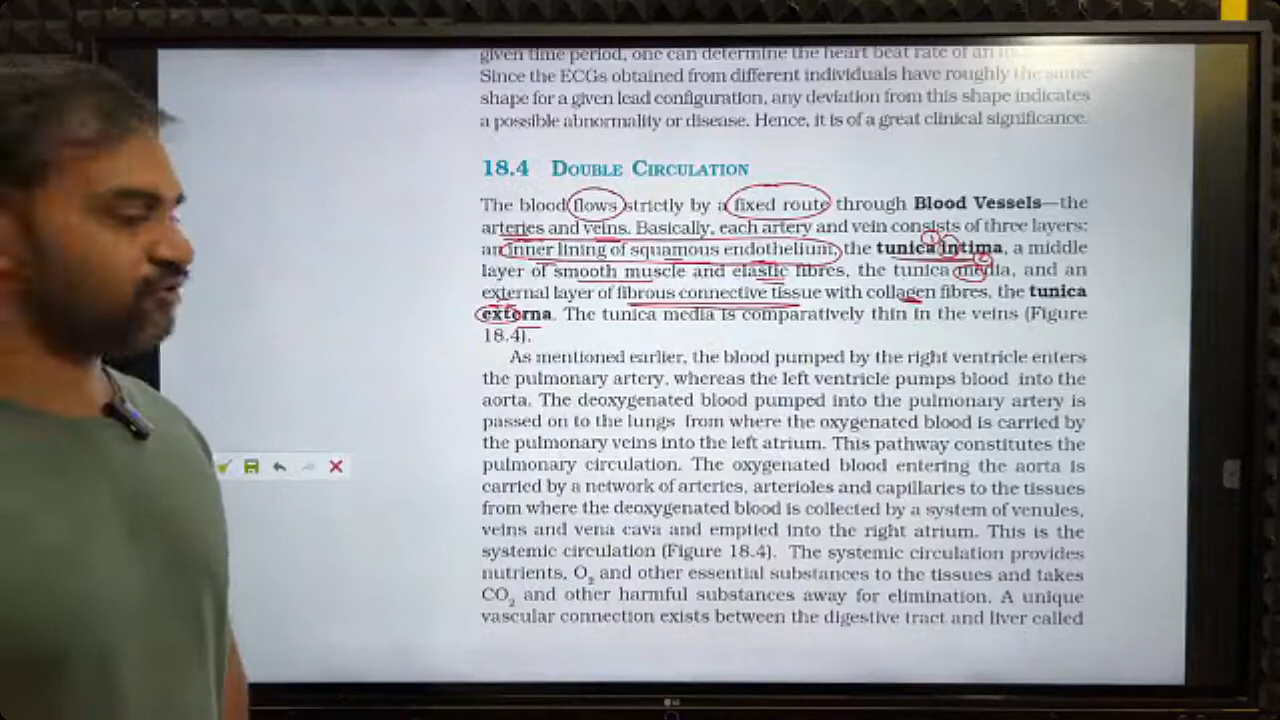 given time period, one can determine the heart beat rate of an
Since the ECGs obtained from different individuals have roughly the same
shape for a given lead configuration, any deviation from this shape indicates
a possible abnormality or disease. Hence, it is of a great clinical significance.
18.4 DOUBLE CIRCULATION
The blood flows strictly by a fixed route through Blood Vessels—the
arteries and veins. Basically, each artery and vein consists of three layers:
an inner lining of squamous endothelium, the tunica intima, a middle
layer of smooth muscle and elastic fibres, the tunica media, and an
external layer of fibrous connective tissue with collagen fibres, the tunica
externa. The tunica media is comparatively thin in the veins (Figure
18.4).
As mentioned earlier, the blood pumped by the right ventricle enters
the pulmonary artery, whereas the left ventricle pumps blood into the
aorta. The deoxygenated blood pumped into the pulmonary artery is
passed on to the lungs from where the oxygenated blood is carried by
the pulmonary veins into the left atrium. This pathway constitutes the
pulmonary circulation. The oxygenated blood entering the aorta is
carried by a network of arteries, arterioles and capillaries to the tissues
from where the deoxygenated blood is collected by a system of venules,
veins and vena cava and emptied into the right atrium. This is the
systemic circulation (Figure 18.4). The systemic circulation provides
nutrients, O₂ and other essential substances to the tissues and takes
CO₂ and other harmful substances away for elimination. A unique
vascular connection exists between the digestive tract and liver called
LG